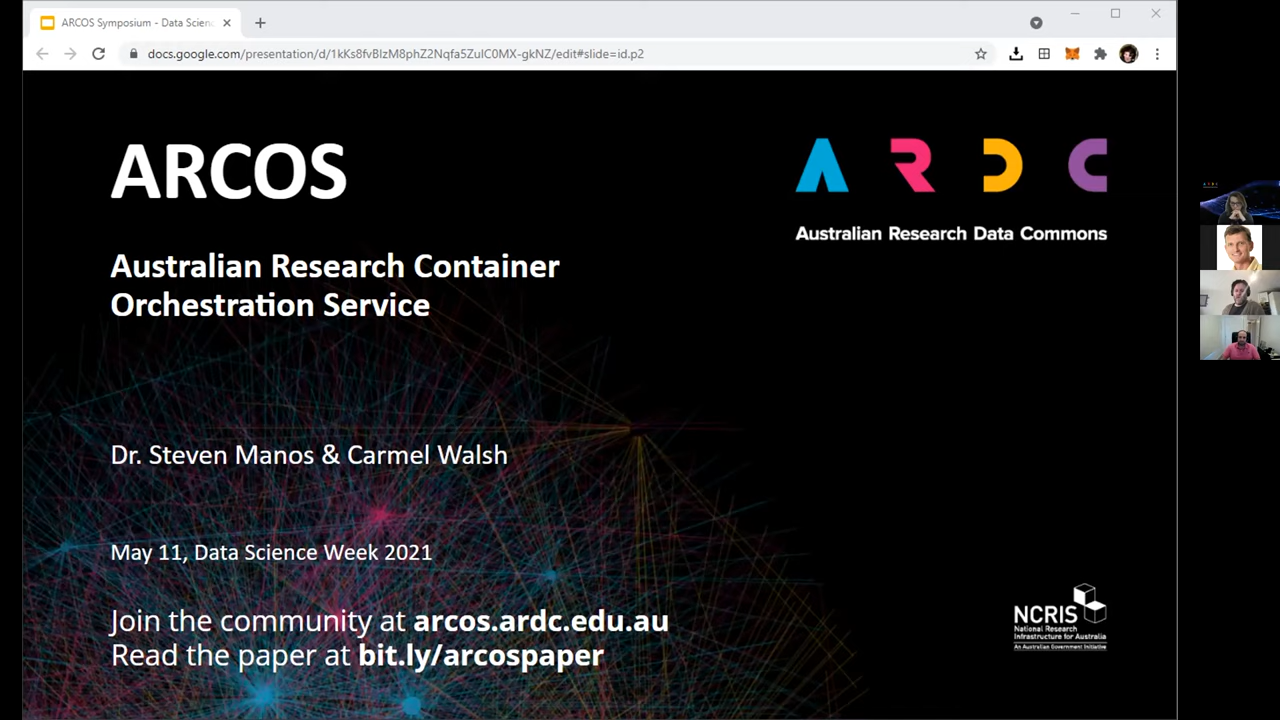 ARCOS Symposium - Data Scien
docs.google.com/presentation/d/1kKs8fvBlzM8phZ2Nqfa5ZulC0MX-gkNZ/edit#slide=id.p2
ARCOS
ARDC
Australian Research Data Commons
Australian Research Container
Orchestration Service
Dr. Steven Manos & Carmel Walsh
May 11, Data Science Week 2021
Join the community at arcos.ardc.edu.au
Read the paper at bit.ly/arcospaper
NCRIS
National Research
Infrastructure for Australia
An Australian Government Initiative